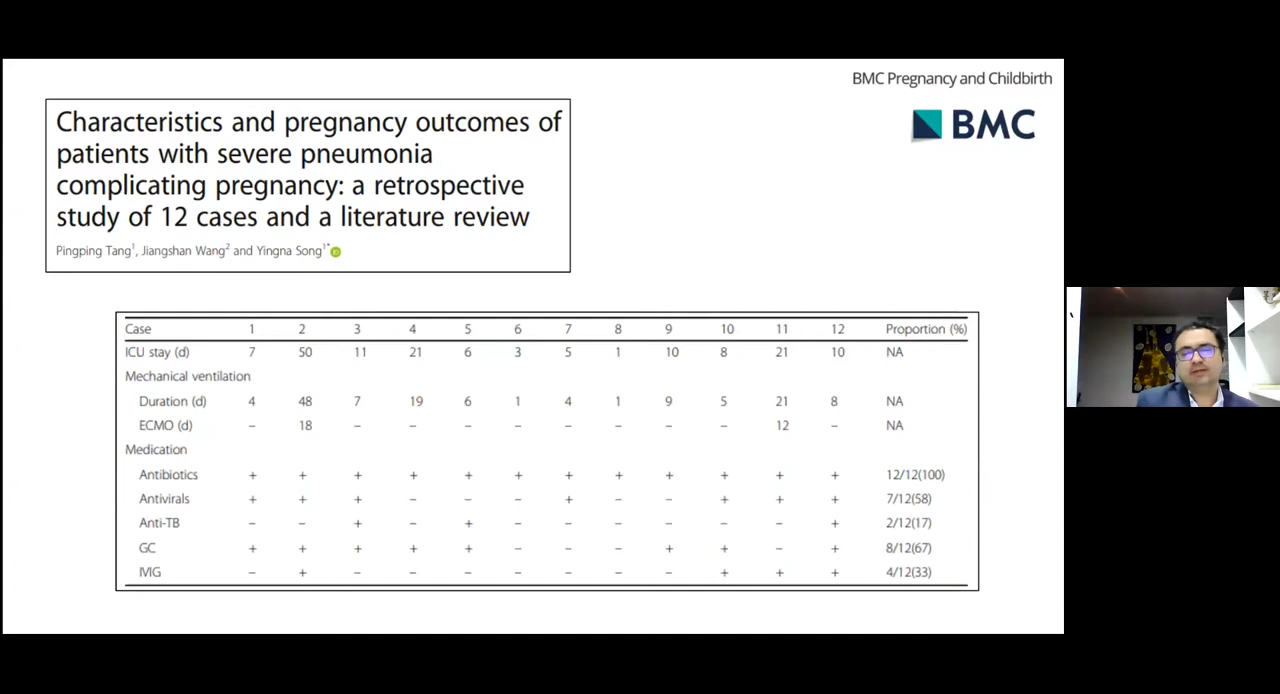 BMC Pregnancy and Childbirth
BMC
Characteristics and pregnancy outcomes of
patients with severe pneumonia
complicating pregnancy: a retrospective
study of 12 cases and a literature review
Pingping Tang1, Jiangshan Wang2 and Yingna Song1*
Case 1 2 3 4 5 6 7 8 9 10 11 12 Proportion (%)
ICU stay (d) 7 50 11 21 6 3 5 1 10 8 21 10 NA
Mechanical ventilation
Duration (d) 4 48 7 19 6 1 4 1 9 5 21 8 NA
ECMO (d) – 18 – – – – – – – – 12 – NA
Medication
Antibiotics + + + + + + + + + + + + 12/12(100)
Antivirals + + + – – – + – – + + + 7/12(58)
Anti-TB – – + – + – – – – – – + 2/12(17)
GC + + + + + – – – + + – + 8/12(67)
IVIG – + – – – – – – – + + + 4/12(33)